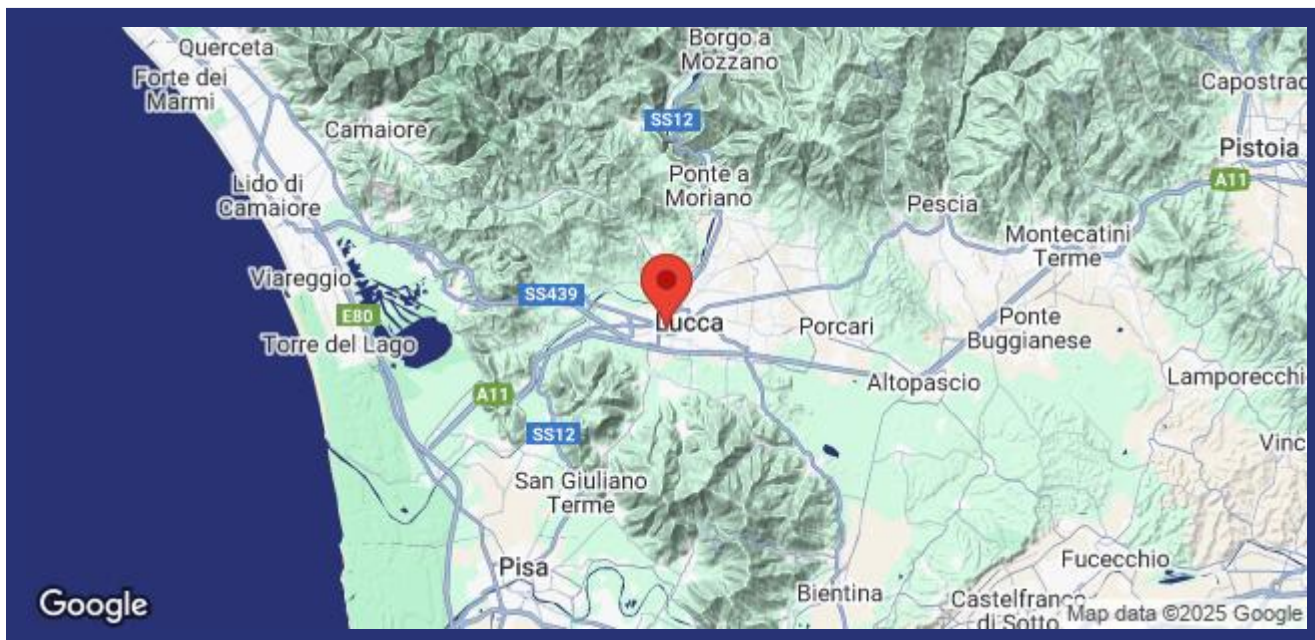 Querceta
Borgo a
Mozzano
Forte dei
Marmi
Capostrad
Camaiore
SS12
Pistoia
Ponte a
Moriano
A11
Lido di
Camaiore
Pescia
Montecatini
Terme
Viareggio
SS439
E80
Lucca
Porcari
Ponte
Buggianese
Torre del Lago
Altopascio
Lamporecchi
A11
SS12
Vinc
San Giuliano
Terme
Pisa
Fucecchio
Bientina
Castelfranco
di Sotto
Google
Map data ©2025 Google